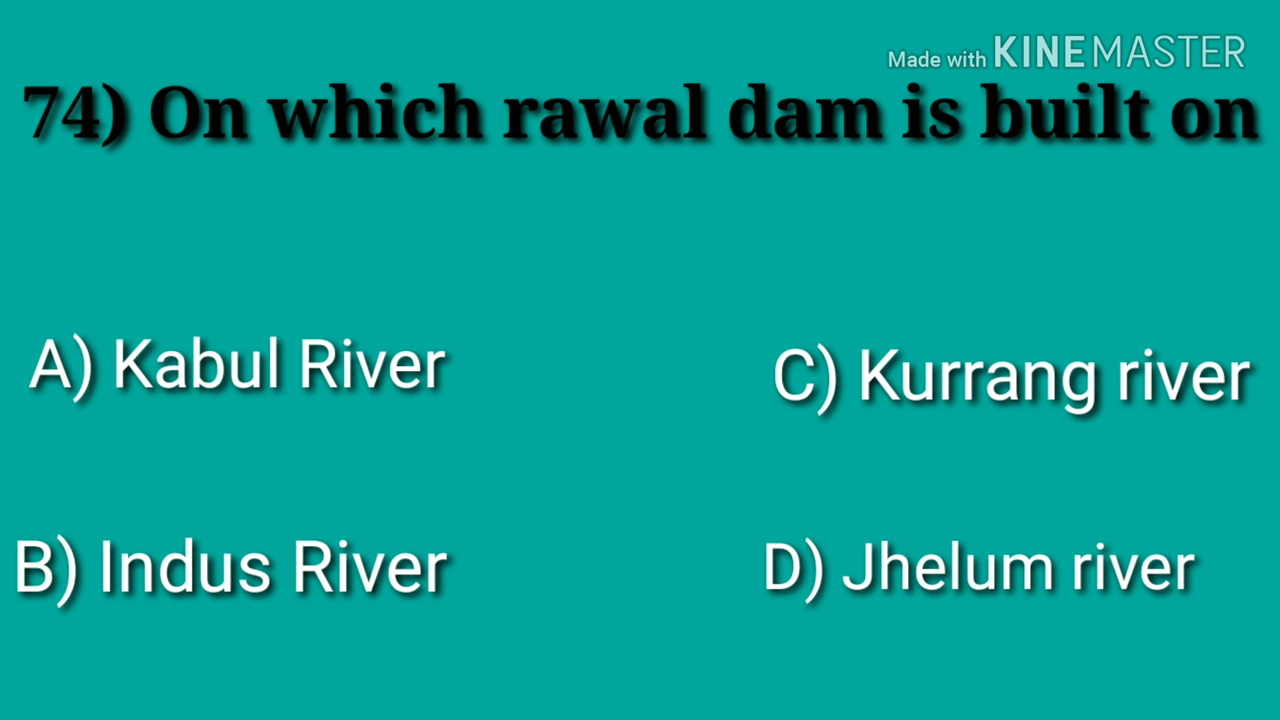 Made with KINEMASTER
74) On which rawal dam is built on
A) Kabul River
C) Kurrang river
B) Indus River
D) Jhelum river